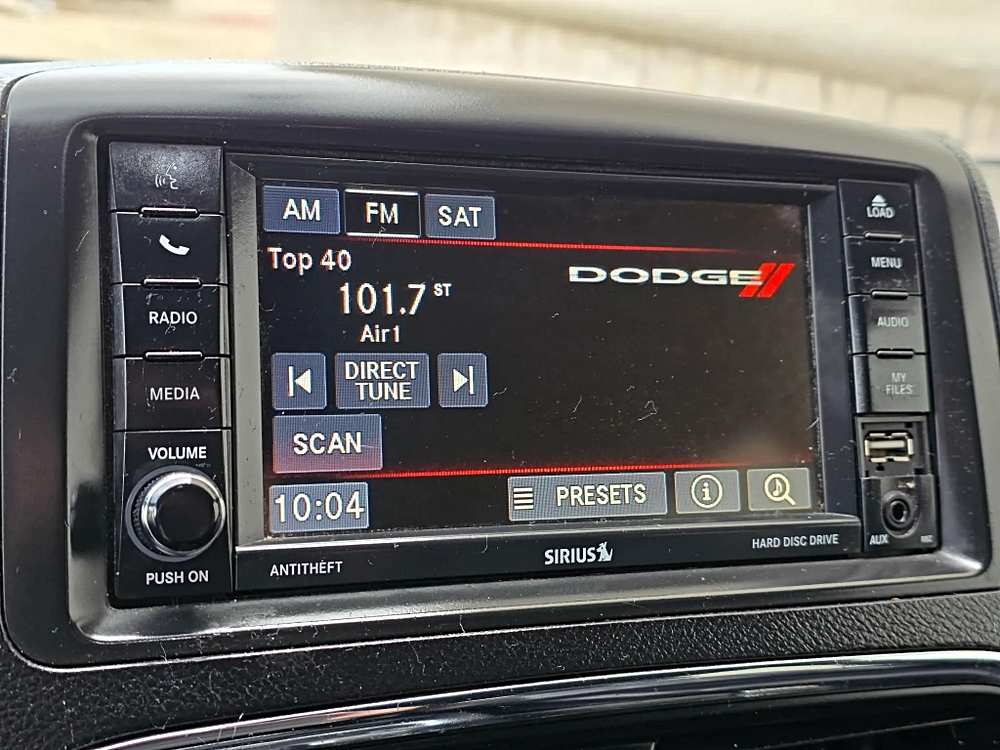 AM FM SAT
Top 40
101.7 ST
Air1
DIRECT
TUNE
SCAN
10:04
PRESETS
DODGE
RADIO
MEDIA
VOLUME
PUSH ON
LOAD
MENU
AUDIO
MY
FILES
AUX
ANTITHEFT
SIRIUS
HARD DISC DRIVE